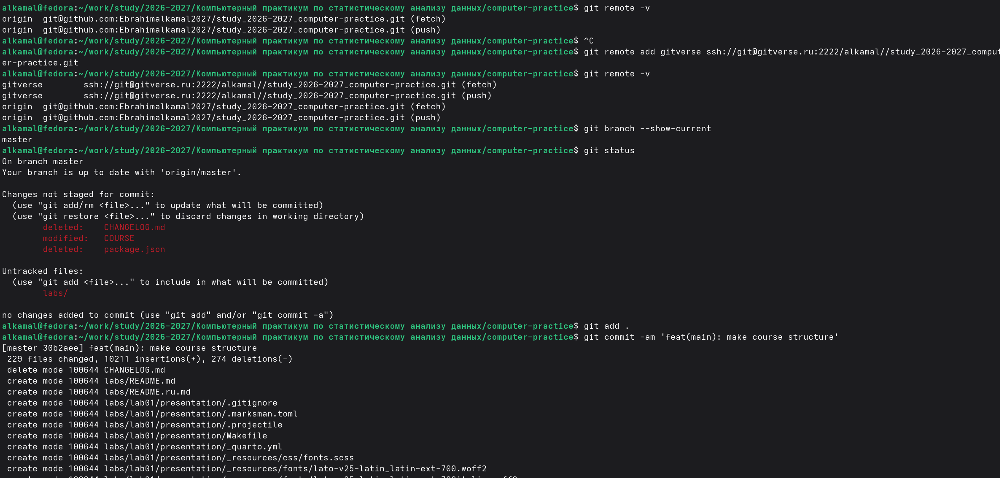 alkamal@fedora:~/work/study/2026-2027/Компьютерный практикум по статистическому анализу данных/computer-practice$ git remote -v
origin  git@github.com:Ebrahimalkamal2027/study_2026-2027_computer-practice.git (fetch)
origin  git@github.com:Ebrahimalkamal2027/study_2026-2027_computer-practice.git (push)
alkamal@fedora:~/work/study/2026-2027/Компьютерный практикум по статистическому анализу данных/computer-practice$ ^C
alkamal@fedora:~/work/study/2026-2027/Компьютерный практикум по статистическому анализу данных/computer-practice$ git remote add gitverse ssh://git@gitverse.ru:2222/alkamal//study_2026-2027_comput
er-practice.git
alkamal@fedora:~/work/study/2026-2027/Компьютерный практикум по статистическому анализу данных/computer-practice$ git remote -v
gitverse        ssh://git@gitverse.ru:2222/alkamal//study_2026-2027_computer-practice.git (fetch)
gitverse        ssh://git@gitverse.ru:2222/alkamal//study_2026-2027_computer-practice.git (push)
origin  git@github.com:Ebrahimalkamal2027/study_2026-2027_computer-practice.git (fetch)
origin  git@github.com:Ebrahimalkamal2027/study_2026-2027_computer-practice.git (push)
alkamal@fedora:~/work/study/2026-2027/Компьютерный практикум по статистическому анализу данных/computer-practice$ git branch --show-current
master
alkamal@fedora:~/work/study/2026-2027/Компьютерный практикум по статистическому анализу данных/computer-practice$ git status
On branch master
Your branch is up to date with 'origin/master'.

Changes not staged for commit:
  (use "git add/rm <file>..." to update what will be committed)
  (use "git restore <file>..." to discard changes in working directory)
        deleted:    CHANGELOG.md
        modified:   COURSE
        deleted:    package.json

Untracked files:
  (use "git add <file>..." to include in what will be committed)
        labs/

no changes added to commit (use "git add" and/or "git commit -a")
alkamal@fedora:~/work/study/2026-2027/Компьютерный практикум по статистическому анализу данных/computer-practice$ git add .
alkamal@fedora:~/work/study/2026-2027/Компьютерный практикум по статистическому анализу данных/computer-practice$ git commit -am 'feat(main): make course structure'
[master 30b2aee] feat(main): make course structure
 229 files changed, 10211 insertions(+), 274 deletions(-)
 delete mode 100644 CHANGELOG.md
 create mode 100644 labs/README.md
 create mode 100644 labs/README.ru.md
 create mode 100644 labs/lab01/presentation/.gitignore
 create mode 100644 labs/lab01/presentation/.marksman.toml
 create mode 100644 labs/lab01/presentation/.projectile
 create mode 100644 labs/lab01/presentation/Makefile
 create mode 100644 labs/lab01/presentation/_quarto.yml
 create mode 100644 labs/lab01/presentation/_resources/css/fonts.scss
 create mode 100644 labs/lab01/presentation/_resources/fonts/lato-v25-latin_latin-ext-700.woff2